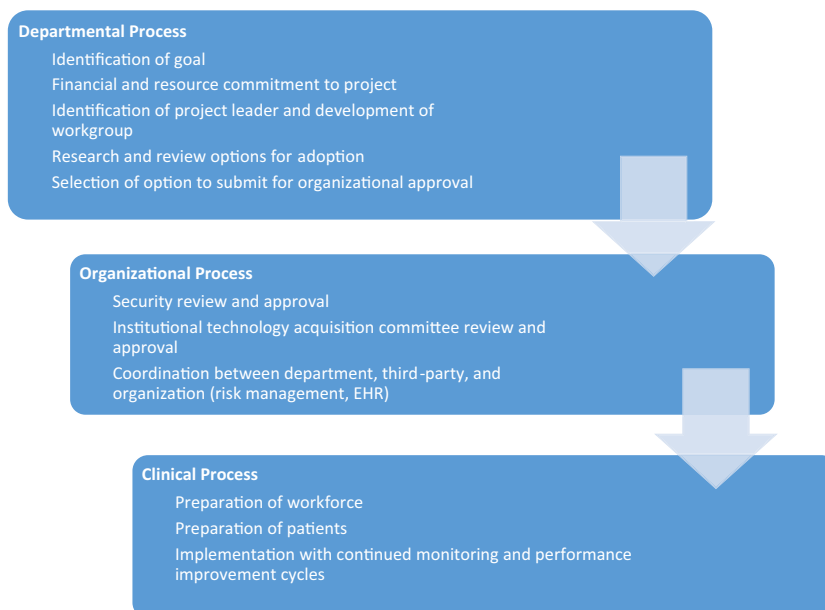 Departmental Process
Identification of goal
Financial and resource commitment to project
Identification of project leader and development of
workgroup
Research and review options for adoption
Selection of option to submit for organizational approval
Organizational Process
Security review and approval
Institutional technology acquisition committee review and
approval
Coordination between department, third-party, and
organization (risk management, EHR)
Clinical Process
Preparation of workforce
Preparation of patients
Implementation with continued monitoring and performance
improvement cycles